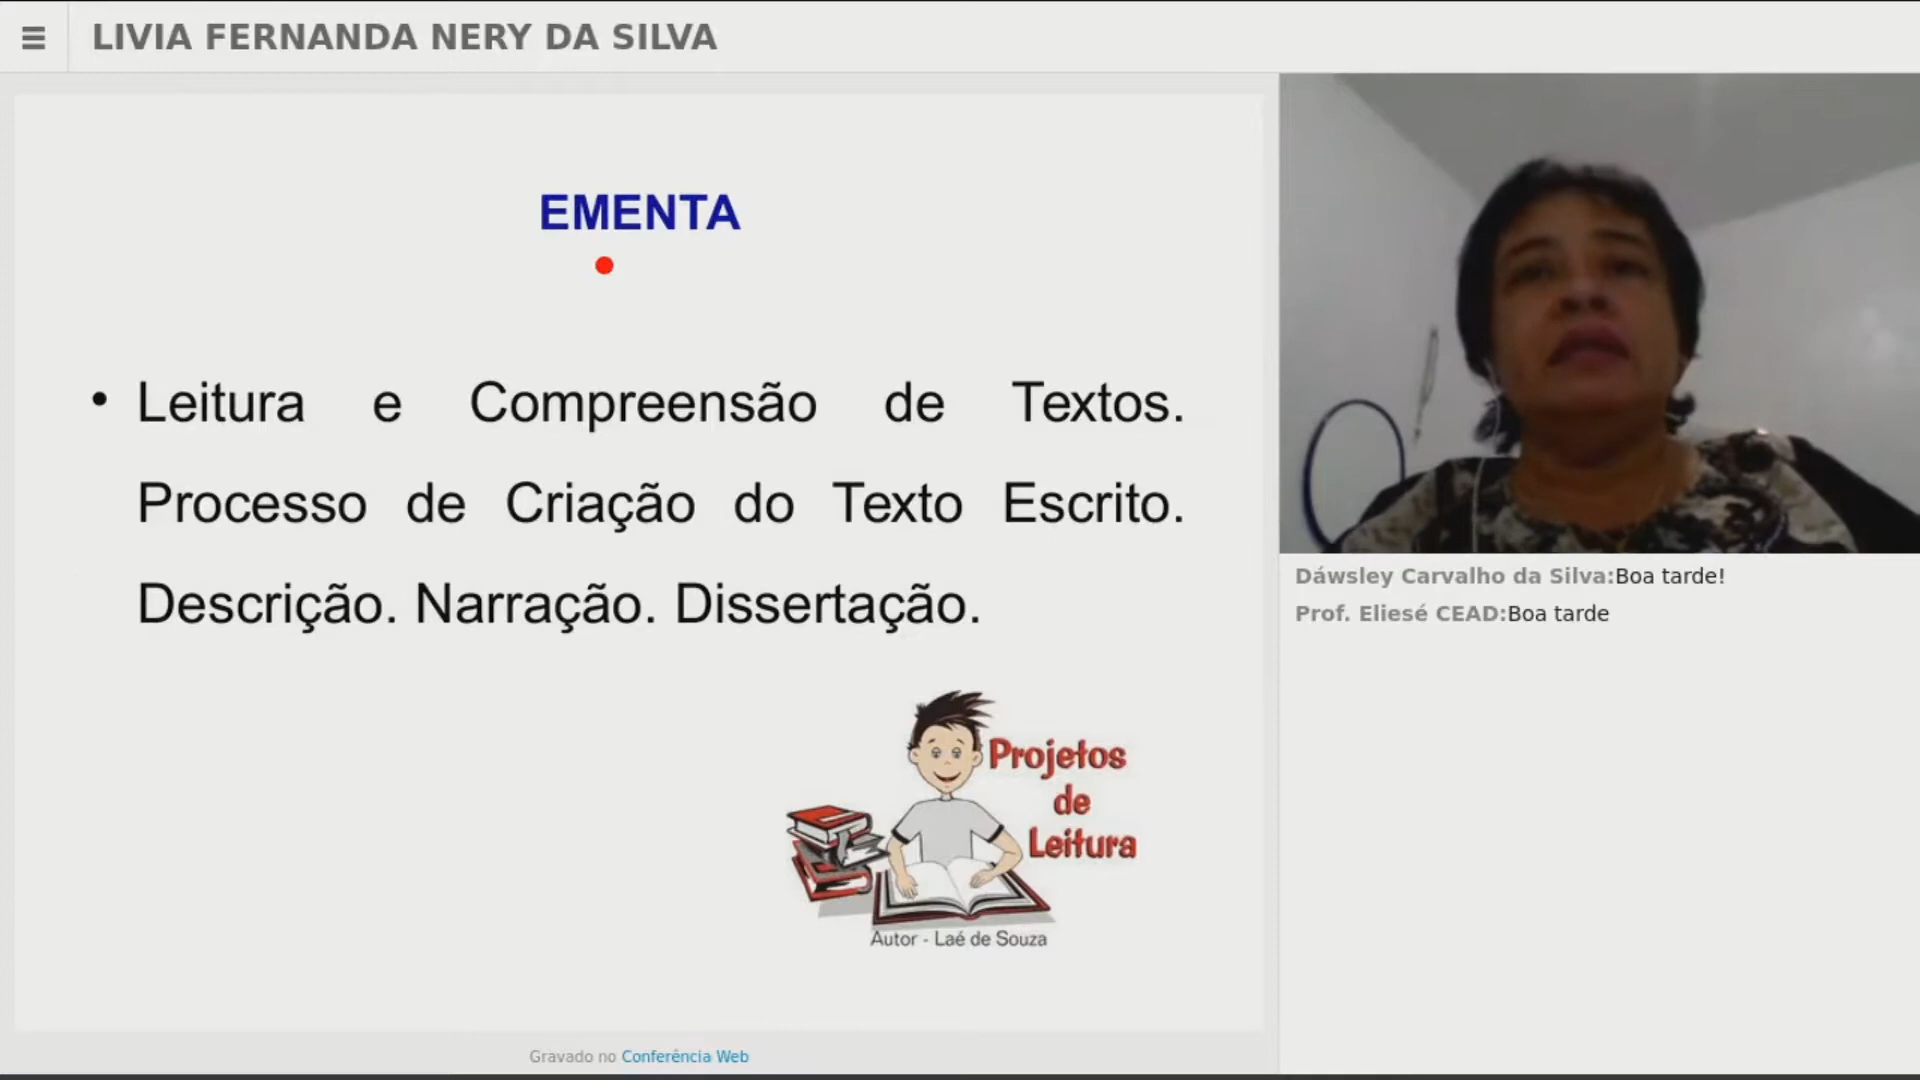 LIVIA FERNANDA NERY DA SILVA
EMENTA
• Leitura e Compreensão de Textos.
Processo de Criação do Texto Escrito.
Descrição. Narração. Dissertação.
Projetos
de
Leitura
Autor - Laé de Souza
Gravado no Conferência Web
Dáwsley Carvalho da Silva:Boa tarde!
Prof. Eliesé CEAD:Boa tarde